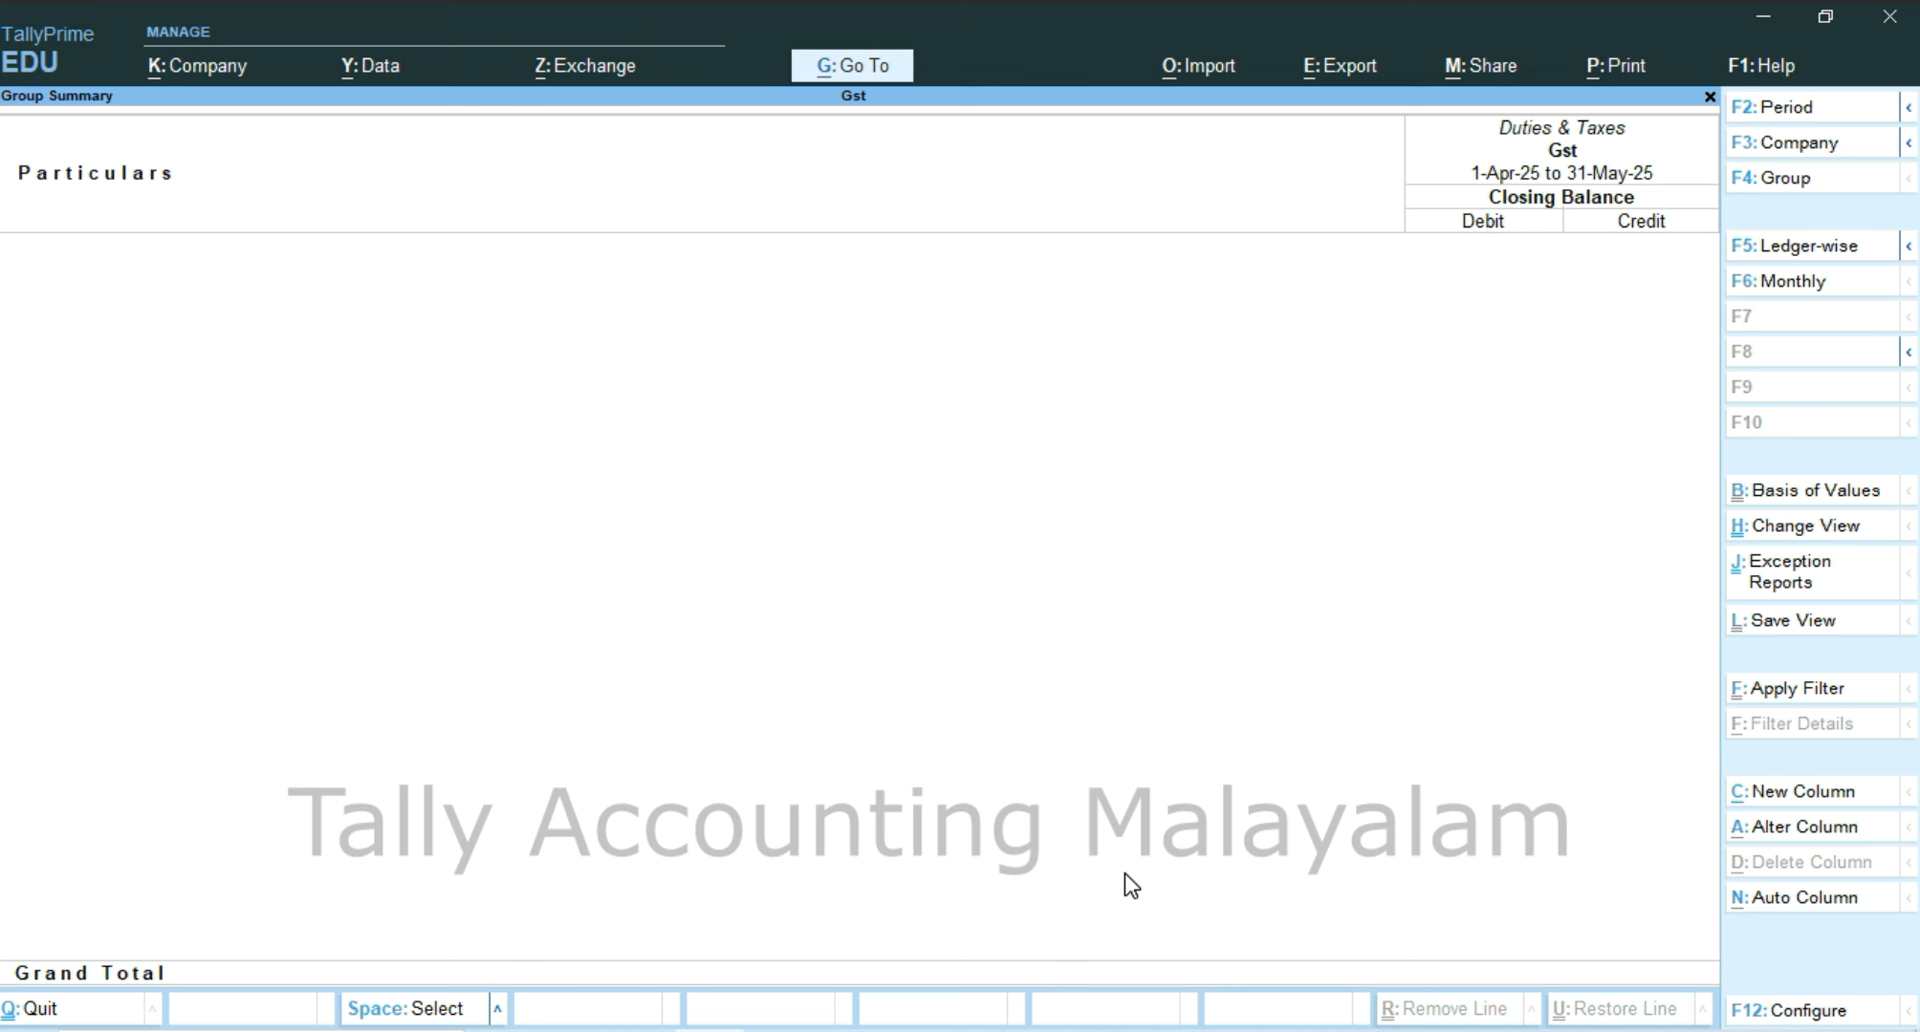 TallyPrime
EDU
MANAGE
K: Company
Y: Data
Z: Exchange
G: Go To
O: Import
E: Export
M: Share
P: Print
F1: Help
Group Summary
Gst
Particulars
Duties & Taxes
Gst
1-Apr-25 to 31-May-25
Closing Balance
Debit
Credit
F2: Period
F3: Company
F4: Group
F5: Ledger-wise
F6: Monthly
F7
F8
F9
F10
B: Basis of Values
H: Change View
J: Exception
Reports
L: Save View
F: Apply Filter
F: Filter Details
C: New Column
A: Alter Column
D: Delete Column
N: Auto Column
Tally Accounting Malayalam
Grand Total
Q: Quit
Space: Select
R: Remove Line
U: Restore Line
F12: Configure